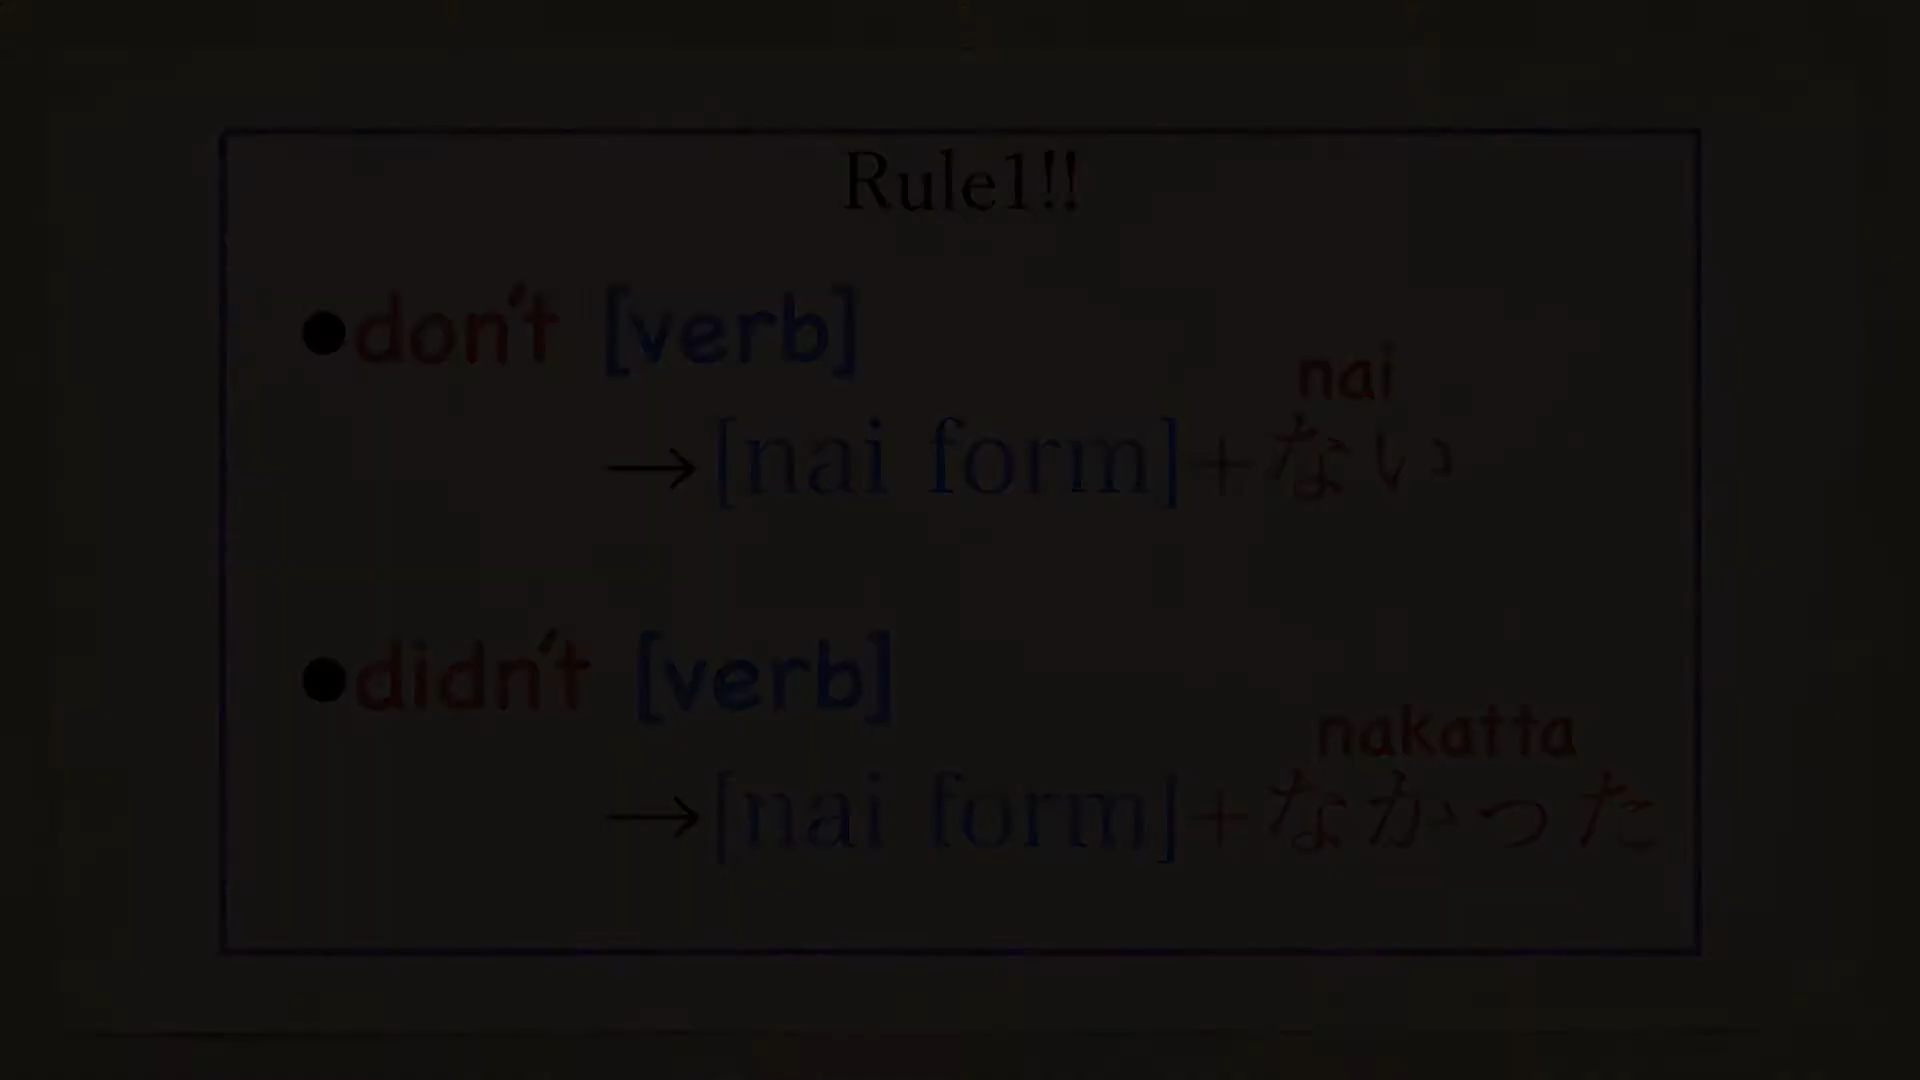 Rule1!!
●don't [verb]
nai
→[nai form]+ない
●didn't [verb]
nakatta
→[nai form]+なかった